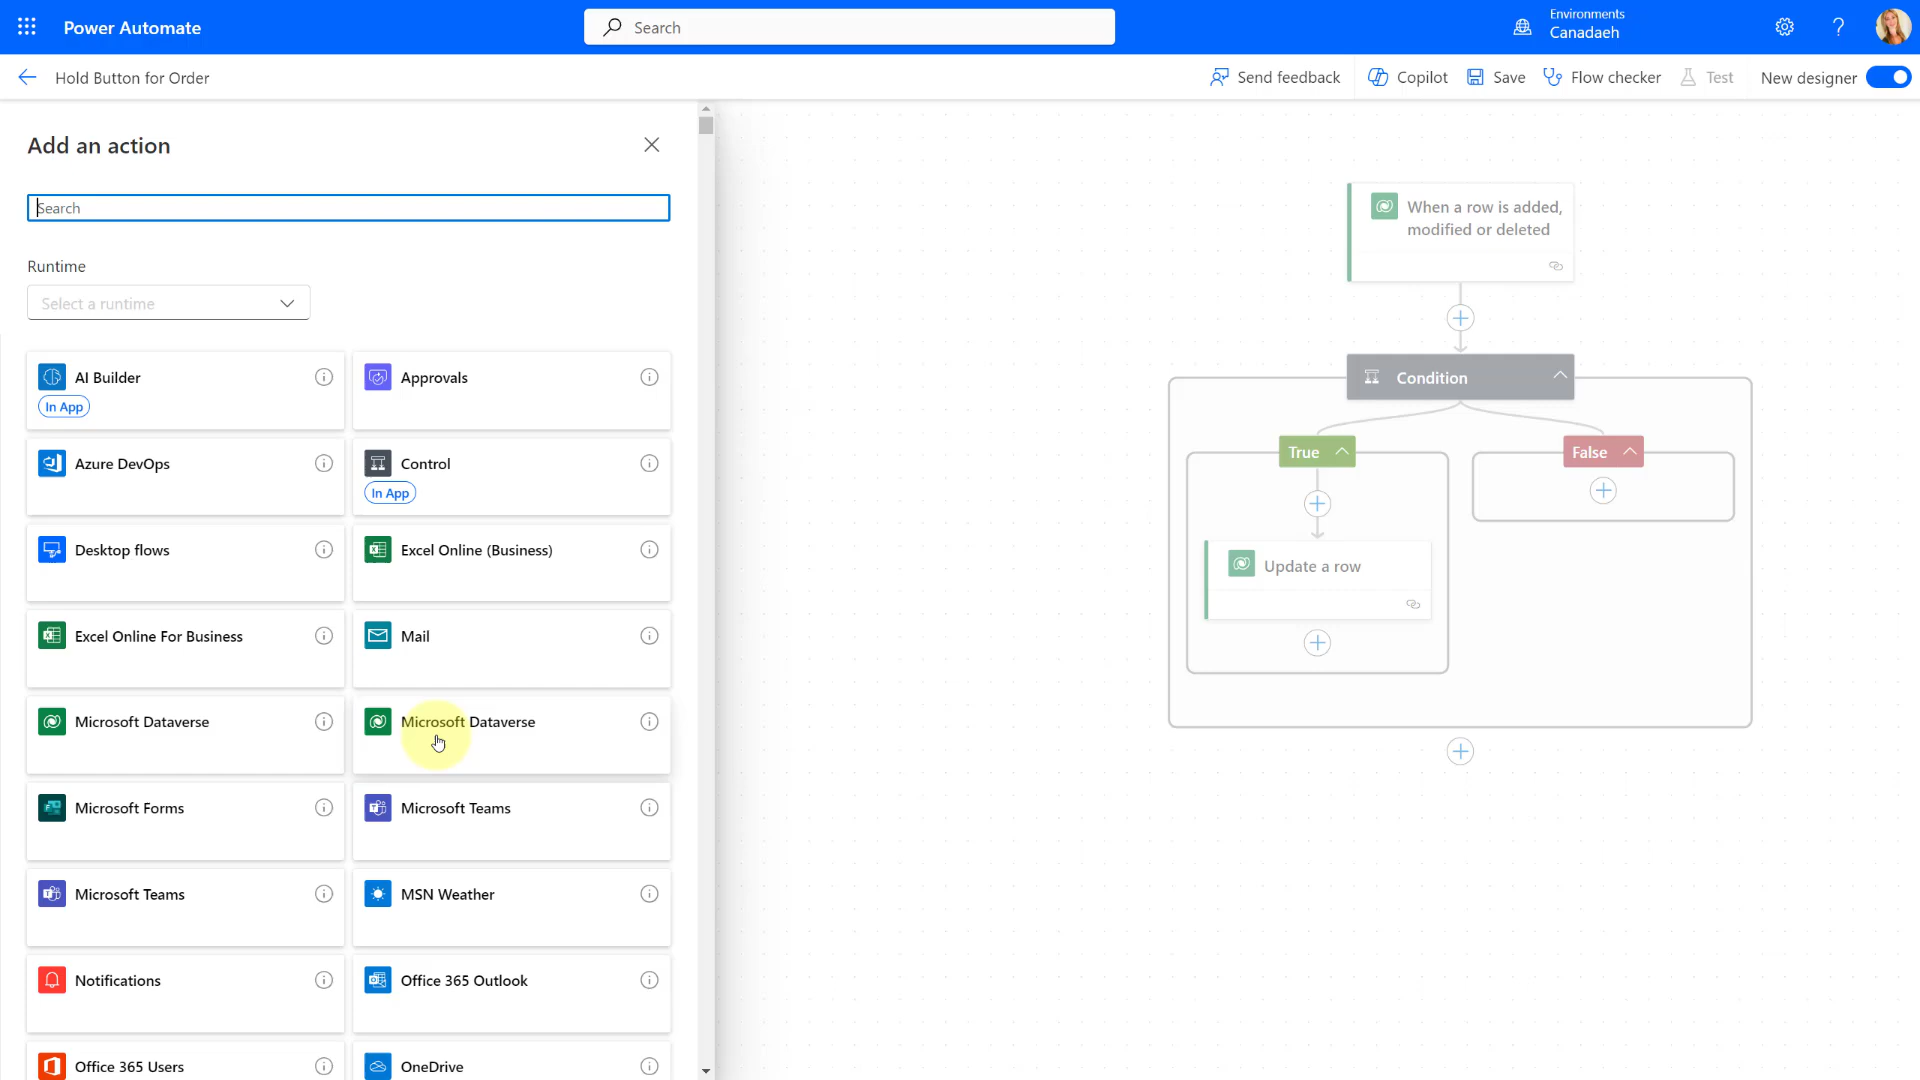 Power Automate
Search
Environments
Canadaeh
Hold Button for Order
Send feedback
Copilot
Save
Flow checker
Test
New designer
Add an action
Search
Runtime
Select a runtime
AI Builder
In App
Approvals
Azure DevOps
Control
In App
Desktop flows
Excel Online (Business)
Excel Online For Business
Mail
Microsoft Dataverse
Microsoft Dataverse
Microsoft Forms
Microsoft Teams
Microsoft Teams
MSN Weather
Notifications
Office 365 Outlook
Office 365 Users
OneDrive
When a row is added,
modified or deleted
Condition
True
False
Update a row